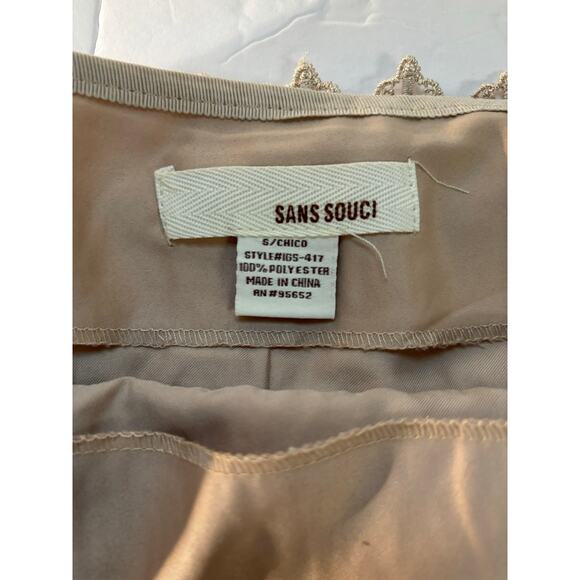 SANS SOUCI
S/CHICO
STYLE#IGS-417
100% POLYESTER
MADE IN CHINA
RN#95652